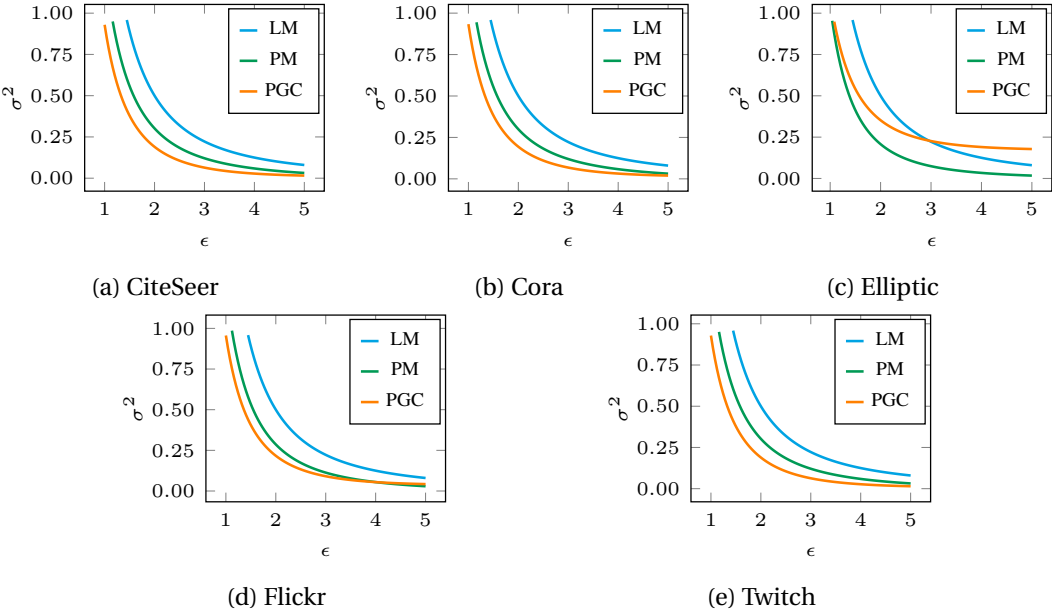 1.00
0.75
0.50
0.25
0.00
σ²
LM
PM
PGC
1 2 3 4 5
ϵ
(a) CiteSeer
1.00
0.75
0.50
0.25
0.00
σ²
LM
PM
PGC
1 2 3 4 5
ϵ
(b) Cora
1.00
0.75
0.50
0.25
0.00
σ²
LM
PM
PGC
1 2 3 4 5
ϵ
(c) Elliptic
1.00
0.75
0.50
0.25
0.00
σ²
LM
PM
PGC
1 2 3 4 5
ϵ
(d) Flickr
1.00
0.75
0.50
0.25
0.00
σ²
LM
PM
PGC
1 2 3 4 5
ϵ
(e) Twitch